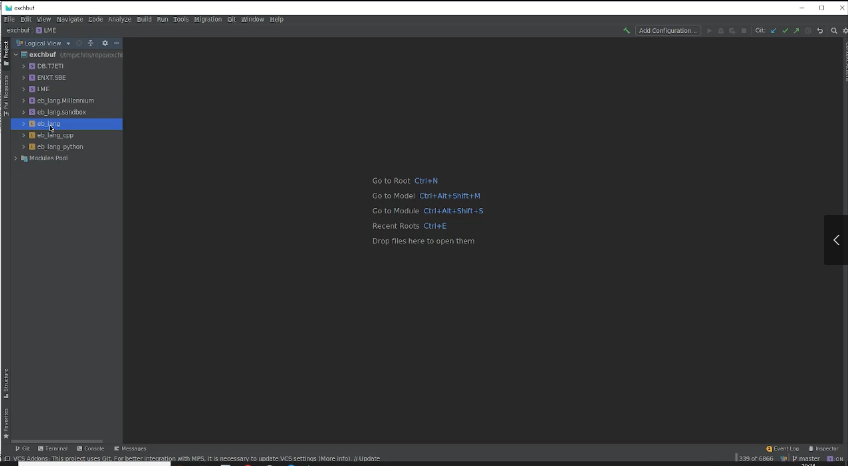 exchbuf
File Edit View Navigate Code Analyze Build Run Tools Migration Git Window Help
exchbuf LME
Add Configuration...
Git:
Project
Logical View
exchbuf
DB.T7ETI
ENXT.SBE
LME
eb_lang.Millennium
eb_lang.sandbox
eb_lang
eb_lang_cpp
eb_lang_python
Modules Pool
Pull Requests
Go to Root Ctrl+N
Go to Model Ctrl+Alt+Shift+M
Go to Module Ctrl+Alt+Shift+S
Recent Roots Ctrl+E
Drop files here to open them
Structure
Favorites
Git Terminal Console Messages
Event Log Inspector
VCS Addons. This project uses Git. For better integration with MPS, it is necessary to update VCS settings (More Info). // Update
339 of 6866 master